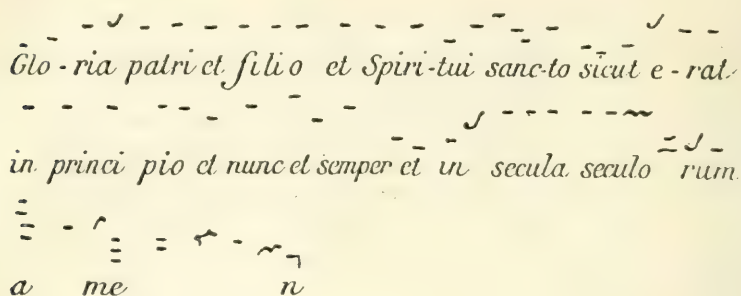 Glo - ria patri et filio et Spiri-tui sanc-to sicut e - rat
in princi pio et nunc et semper et in secula seculo rum
a me n